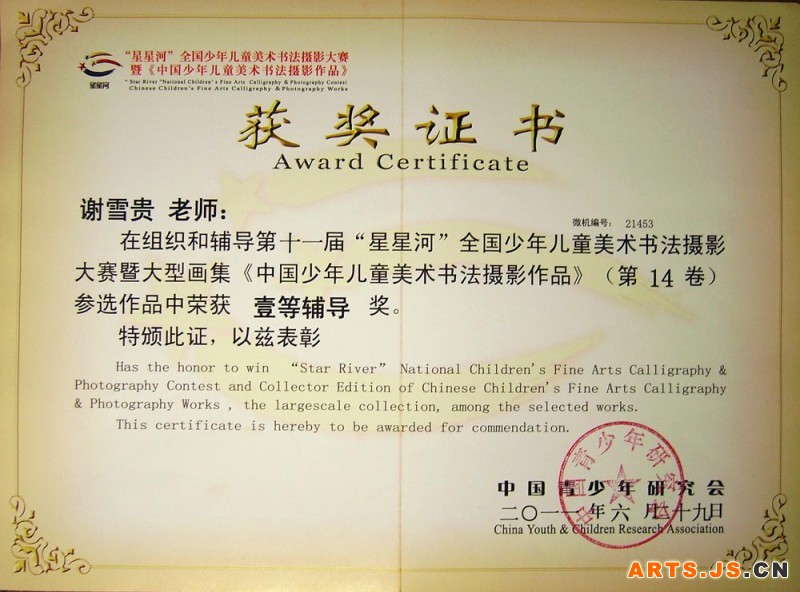 “星星河”全国少年儿童美术书法摄影大赛
暨《中国少年儿童美术书法摄影作品》
“Star River”National Children's Fine Arts Calligraphy & Photography Contest
Chinese Children's Fine Arts Calligraphy & Photography Works
星星河
获奖证书
Award Certificate
谢雪贵 老师：
微机编号： 21453
在组织和辅导第十一届“星星河”全国少年儿童美术书法摄影
大赛暨大型画集《中国少年儿童美术书法摄影作品》（第 14 卷）
参选作品中荣获 壹等辅导 奖。
特颁此证，以兹表彰
Has the honor to win “Star River” National Children's Fine Arts Calligraphy &
Photography Contest and Collector Edition of Chinese Children's Fine Arts Calligraphy
& Photography Works , the largescale collection, among the selected works.
This certificate is hereby to be awarded for commendation.
中国青少年研究会
中国青少年研究会
二〇一一年六月二十九日
China Youth & Children Research Association
ARTS.JS.CN